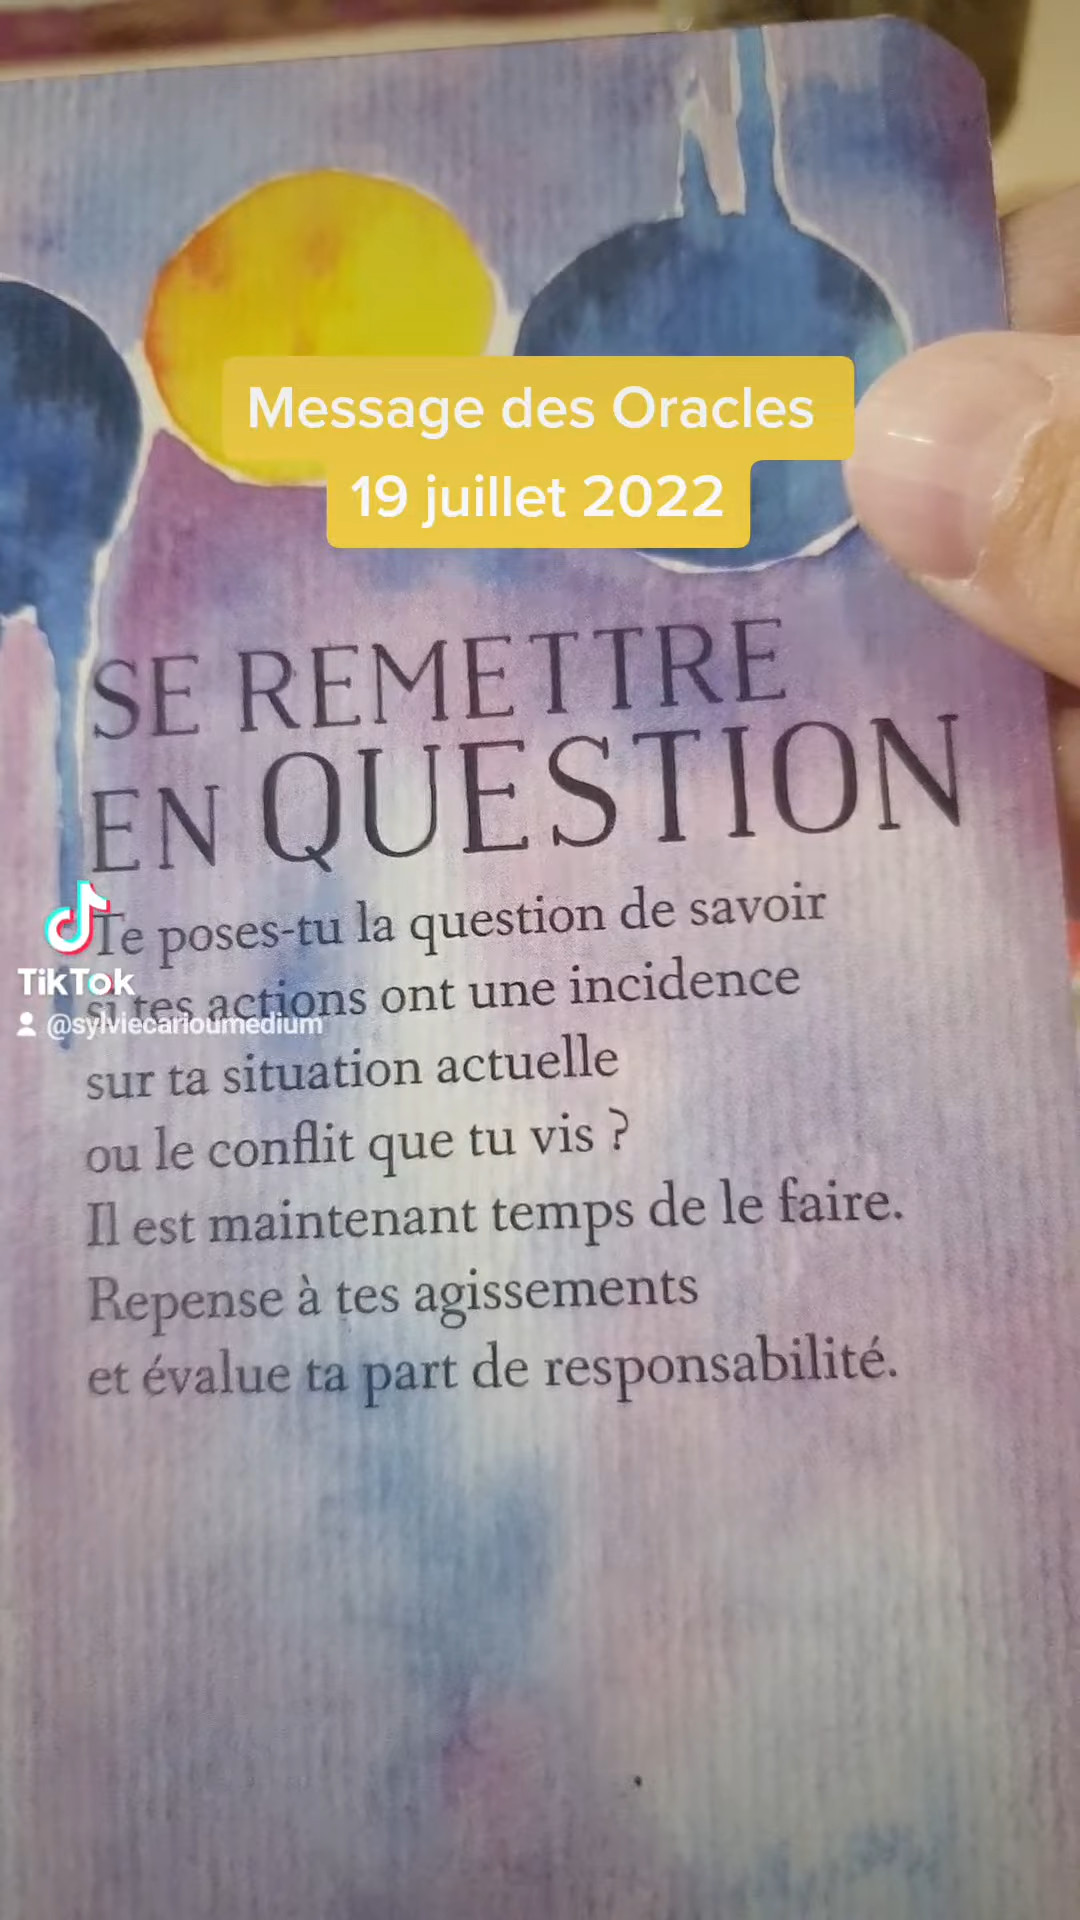 Message des Oracles
19 juillet 2022
SE REMETTRE
EN QUESTION
Te poses-tu la question de savoir
si tes actions ont une incidence
sur ta situation actuelle
ou le conflit que tu vis ?
Il est maintenant temps de le faire.
Repense à tes agissements
et évalue ta part de responsabilité.
TikTok
@sylviecarioumedium